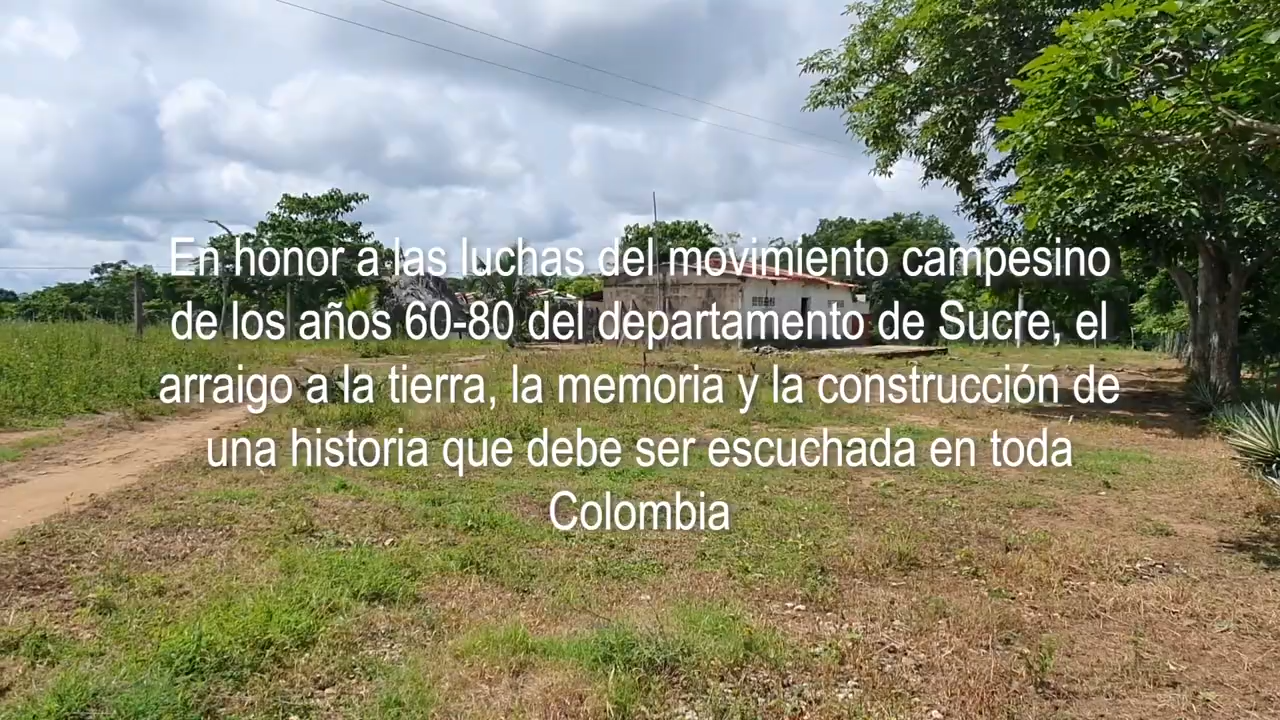 En honor a las luchas del movimiento campesino
de los años 60-80 del departamento de Sucre, el
arraigo a la tierra, la memoria y la construcción de
una historia que debe ser escuchada en toda
Colombia